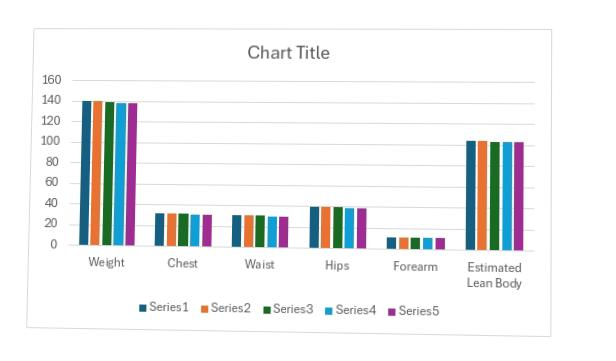 Chart Title
160
140
120
100
80
60
40
20
0
Weight Chest Waist Hips Forearm Estimated
Lean Body
Series1 Series2 Series3 Series4 Series5